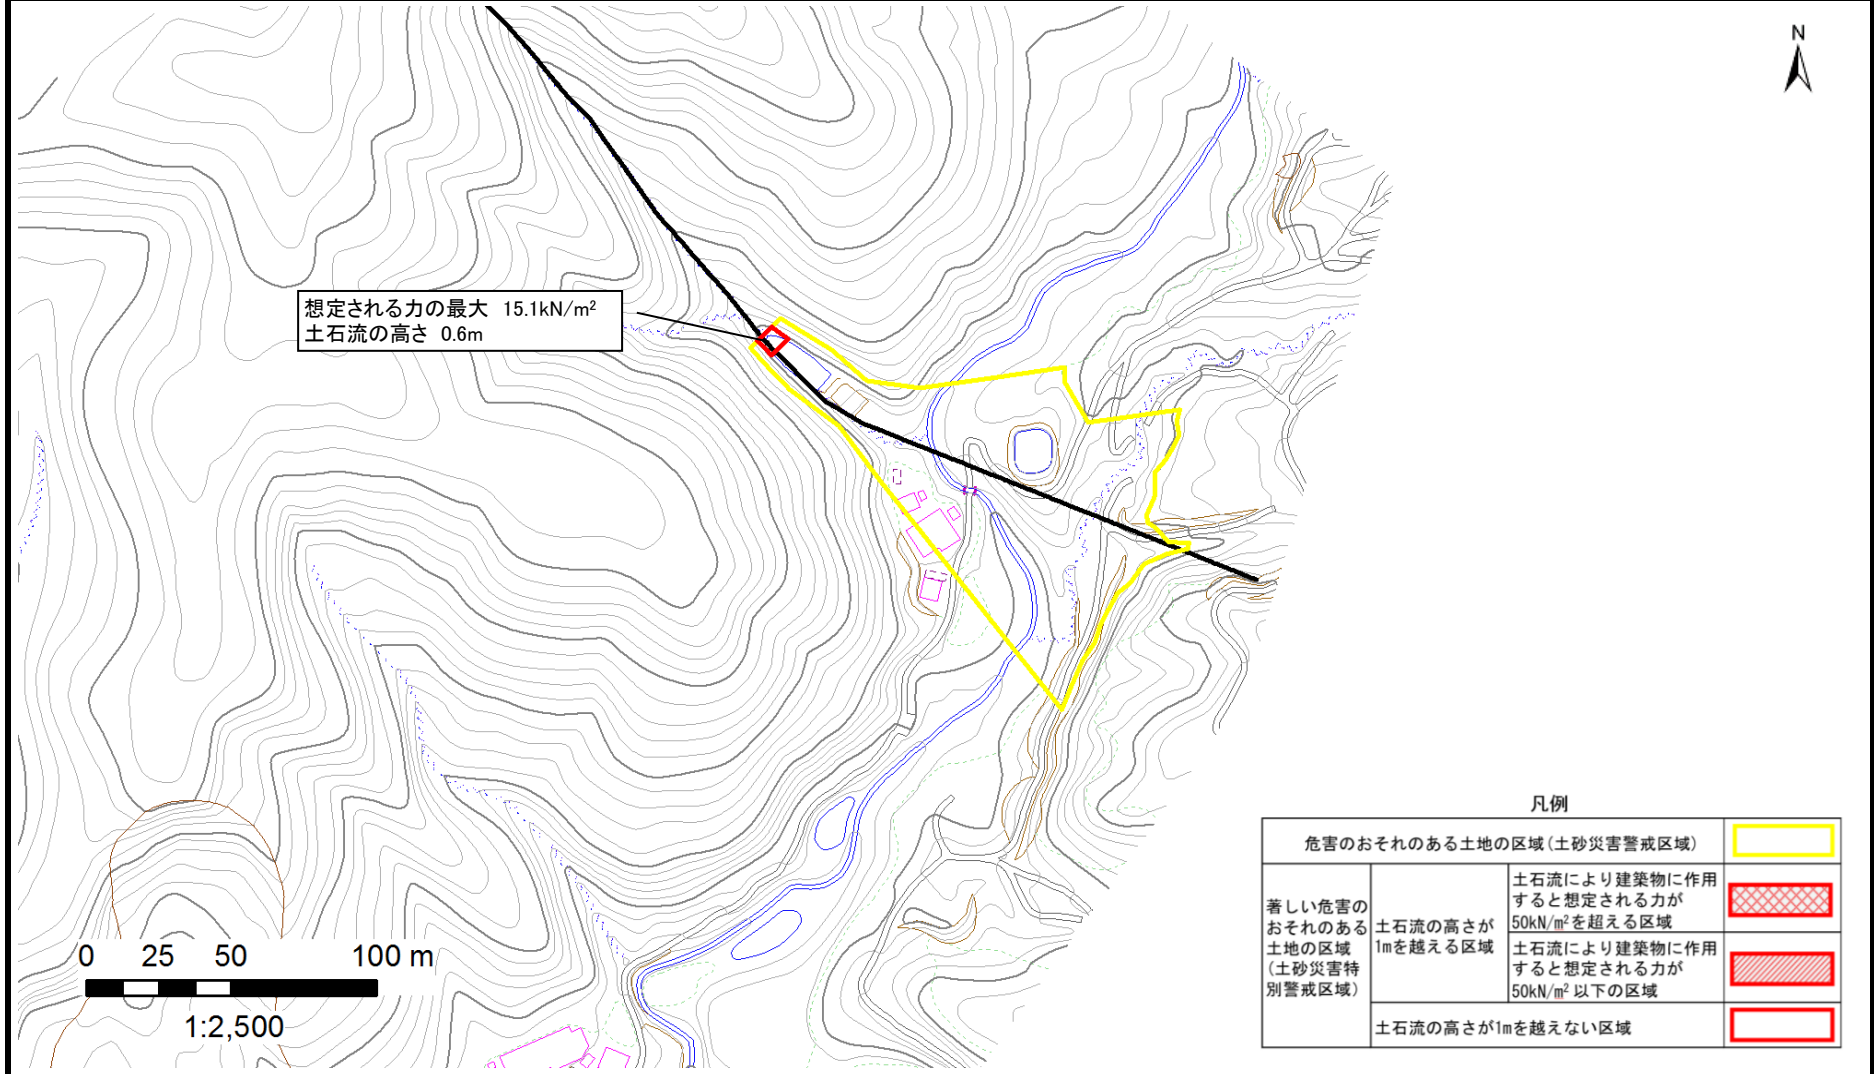 N
想定される力の最大 15.1kN/m²
土石流の高さ 0.6m
0 25 50 100 m
1:2,500
凡例
危害のおそれのある土地の区域(土砂災害警戒区域)
著しい危害の
おそれのある
土地の区域
(土砂災害特
別警戒区域)
土石流の高さが
1mを越える区域
土石流により建築物に作用
すると想定される力が
50kN/m²を超える区域
土石流により建築物に作用
すると想定される力が
50kN/m²以下の区域
土石流の高さが1mを越えない区域